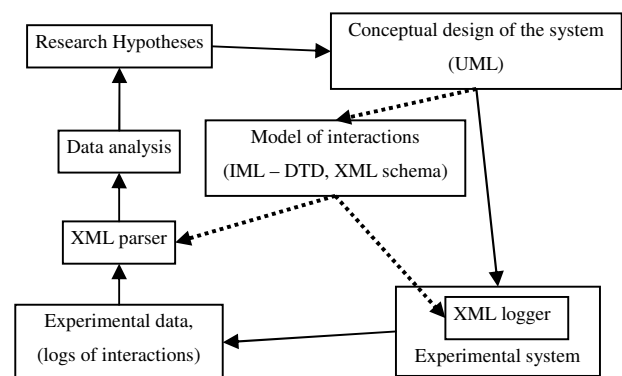 Research Hypotheses
Conceptual design of the system
(UML)
Model of interactions
(IML – DTD, XML schema)
Data analysis
XML parser
Experimental data,
(logs of interactions)
XML logger
Experimental system